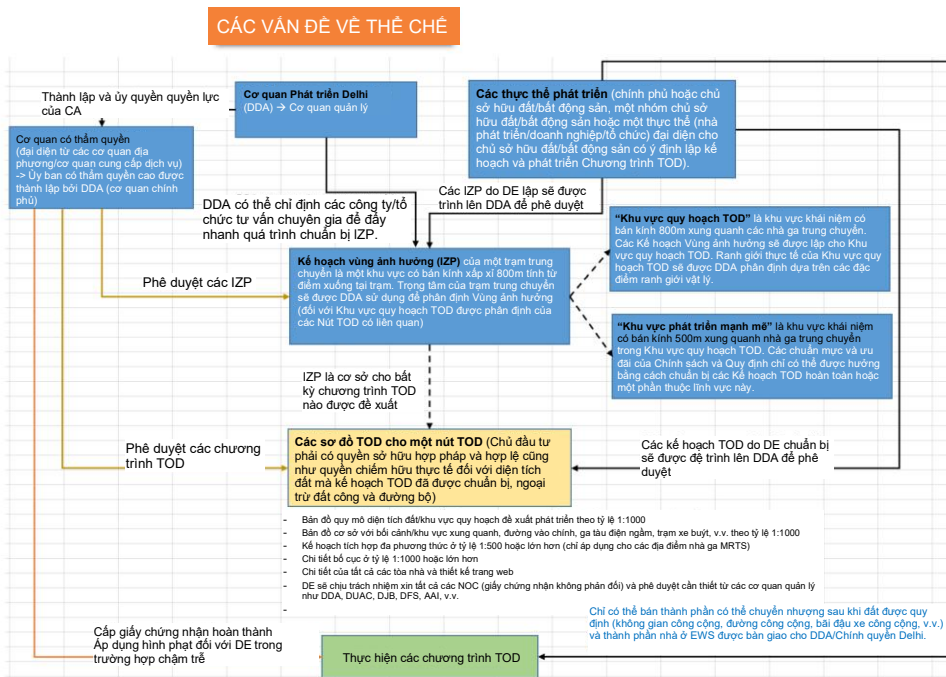 CÁC VẤN ĐỀ VỀ THỂ CHẾ
Thành lập và ủy quyền quyền lực
của CA
Cơ quan Phát triển Delhi
(DDA) → Cơ quan quản lý
Các thực thể phát triển (chính phủ hoặc chủ
sở hữu đất/bất động sản, một nhóm chủ sở
hữu đất/bất động sản hoặc một thực thể (nhà
phát triển/doanh nghiệp/tổ chức) đại diện cho
chủ sở hữu đất/bất động sản có ý định lập kế
hoạch và phát triển Chương trình TOD).
Cơ quan có thẩm quyền
(đại diện từ các cơ quan địa
phương/cơ quan cung cấp dịch vụ)
-> Ủy ban có thẩm quyền cao được
thành lập bởi DDA (cơ quan chính
phủ)
DDA có thể chỉ định các công ty/tổ
chức tư vấn chuyên gia để đẩy
nhanh quá trình chuẩn bị IZP.
Các IZP do DE lập sẽ được
trình lên DDA để phê duyệt
Phê duyệt các IZP
Kế hoạch vùng ảnh hưởng (IZP) của một trạm trung
chuyển là một khu vực có bán kính xấp xỉ 800m tính từ
điểm xuống tại trạm. Trọng tâm của trạm trung chuyển
sẽ được DDA sử dụng để phân định Vùng ảnh hưởng
(đối với Khu vực quy hoạch TOD được phân định của
các Nút TOD có liên quan)
“Khu vực quy hoạch TOD” là khu vực khái niệm có
bán kính 800m xung quanh các nhà ga trung chuyển.
Các Kế hoạch Vùng ảnh hưởng sẽ được lập cho Khu
vực quy hoạch TOD. Ranh giới thực tế của Khu vực quy
hoạch TOD sẽ được DDA phân định dựa trên các đặc
điểm ranh giới vật lý.
“Khu vực phát triển mạnh mẽ” là khu vực khái niệm
có bán kính 500m xung quanh nhà ga trung chuyển
trong Khu vực quy hoạch TOD. Các chuẩn mực và ưu
đãi của Chính sách và Quy định chỉ có thể được hưởng
bằng cách chuẩn bị các Kế hoạch TOD hoàn toàn hoặc
một phần thuộc lĩnh vực này.
IZP là cơ sở cho bất
kỳ chương trình TOD
nào được đề xuất
Phê duyệt các chương
trình TOD
Các sơ đồ TOD cho một nút TOD (Chủ đầu tư
phải có quyền sở hữu hợp pháp và hợp lệ cũng
như quyền chiếm hữu thực tế đối với diện tích
đất mà kế hoạch TOD đã được chuẩn bị, ngoại
trừ đất công và đường bộ)
Các kế hoạch TOD do DE chuẩn bị
sẽ được đệ trình lên DDA để phê
duyệt
- Bản đồ quy mô diện tích đất/khu vực quy hoạch đề xuất phát triển theo tỷ lệ 1:1000
- Bản đồ cơ sở với bối cảnh/khu vực xung quanh, đường vào chính, ga tàu điện ngầm, trạm xe buýt, v.v. theo tỷ lệ 1:1000
- Kế hoạch tích hợp đa phương thức ở tỷ lệ 1:500 hoặc lớn hơn (chỉ áp dụng cho các địa điểm nhà ga MRTS)
- Chi tiết bố cục ở tỷ lệ 1:1000 hoặc lớn hơn
- Chi tiết của tất cả các tòa nhà và thiết kế trang web
- DE sẽ chịu trách nhiệm xin tất cả các NOC (giấy chứng nhận không phản đối) và phê duyệt cần thiết từ các cơ quan quản lý
như DDA, DUAC, DJB, DFS, AAI, v.v.
-
Chỉ có thể bán thành phần có thể chuyển nhượng sau khi đất được quy
định (không gian công cộng, đường công cộng, bãi đậu xe công cộng, v.v.)
và thành phần nhà ở EWS được bàn giao cho DDA/Chính quyền Delhi.
Cấp giấy chứng nhận hoàn thành
Áp dụng hình phạt đối với DE trong
trường hợp chậm trễ
Thực hiện các chương trình TOD